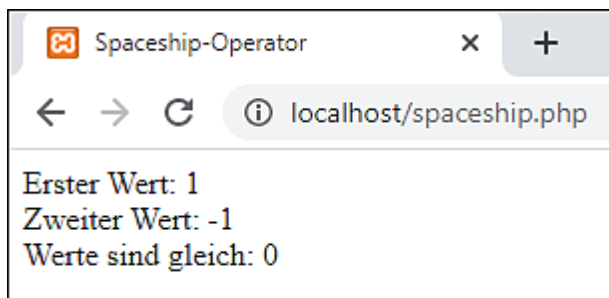 Spaceship-Operator
localhost/spaceship.php
Erster Wert: 1
Zweiter Wert: -1
Werte sind gleich: 0